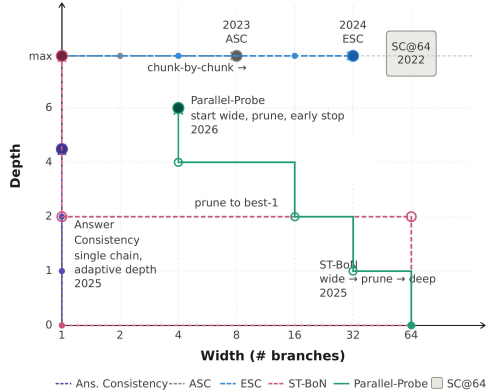 2023
ASC
2024
ESC
SC@64
2022
max
chunk-by-chunk →
Parallel-Probe
start wide, prune, early stop
2026
6
4
prune to best-1
2
Answer
Consistency
single chain,
adaptive depth
2025
ST-BoN
wide → prune → deep
2025
1
0
1
2
4
8
16
32
64
Depth
Width (# branches)
Ans. Consistency
ASC
ESC
ST-BoN
Parallel-Probe
SC@64